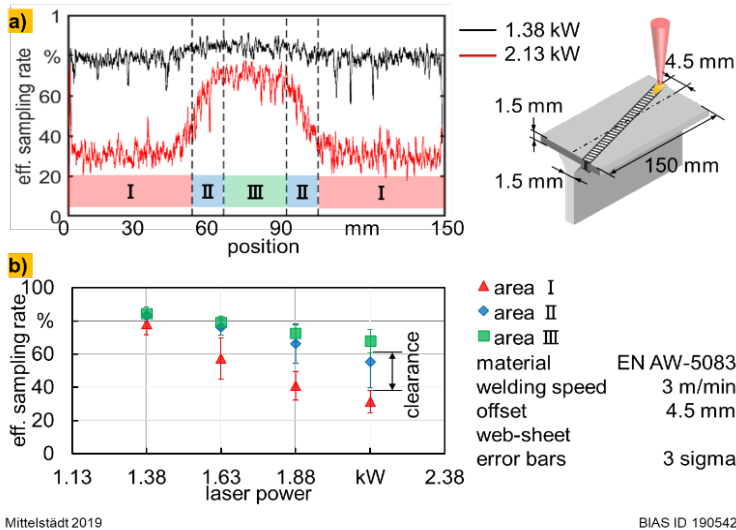 a)
1
%
60
40
20
0
eff. sampling rate
I
II
III
II
I
0
30
60
90
mm
150
position
1.38 kW
2.13 kW
4.5 mm
1.5 mm
1.5 mm
150 mm
b)
100
%
60
40
20
0
eff. sampling rate
clearance
1.13
1.38
1.63
1.88
kW
2.38
laser power
area I
area II
area III
material EN AW-5083
welding speed 3 m/min
offset 4.5 mm
web-sheet
error bars 3 sigma
Mittelstädt 2019
BIAS ID 190542